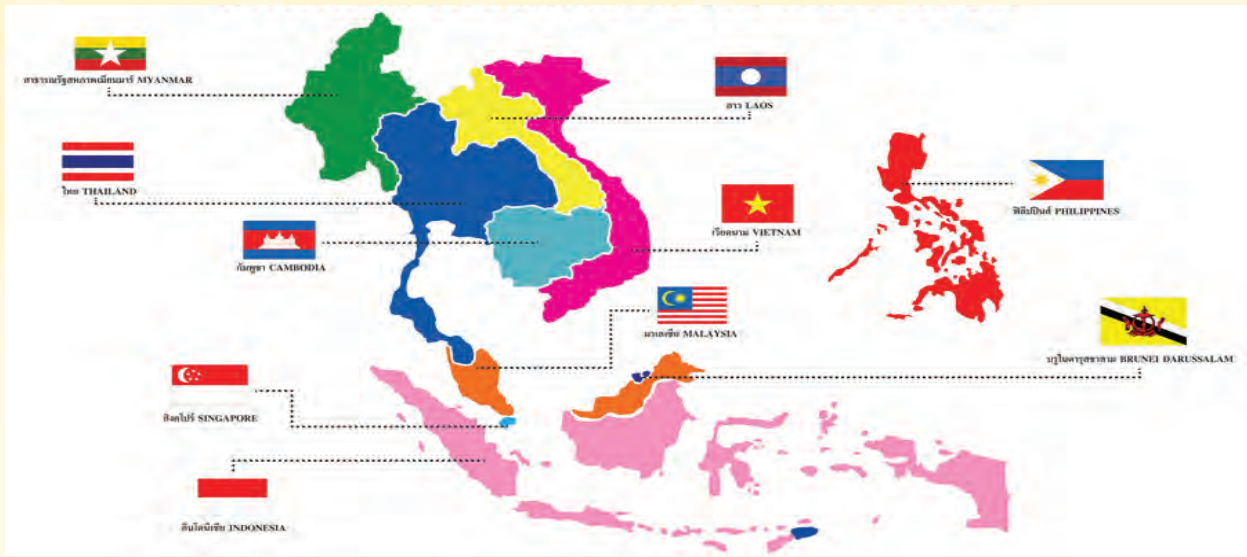 สาธารณรัฐสหภาพเมียนมาร์ MYANMAR
ลาว LAOS
ไทย THAILAND
ฟิลิปปินส์ PHILIPPINES
เวียดนาม VIETNAM
กัมพูชา CAMBODIA
มาเลเซีย MALAYSIA
บรูไนดารุสซาลาม BRUNEI DARUSSALAM
สิงคโปร์ SINGAPORE
อินโดนีเซีย INDONESIA